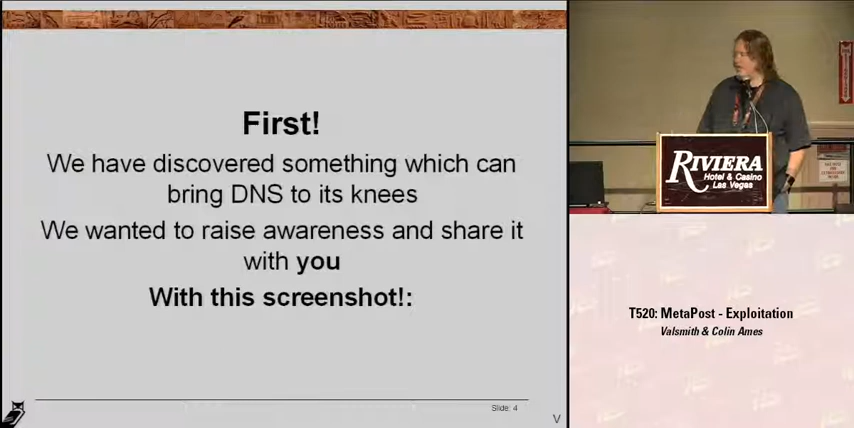 First!
We have discovered something which can
bring DNS to its knees
We wanted to raise awareness and share it
with you
With this screenshot!:
Slide: 4
V
RIVIERA
Hotel & Casino
Las Vegas
T520: MetaPost - Exploitation
Valsmith & Colin Ames